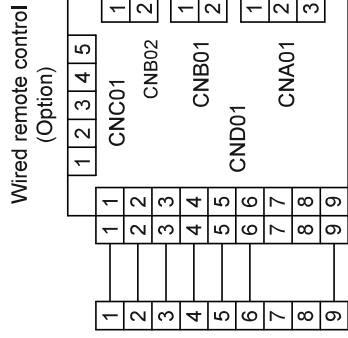 Wired remote control
(Option)
1 2 3 4 5
1 2
1 2
1 2 3
CNC01
CNB02
CNB01
CND01
CNA01
1 2 3 4 5 6 7 8 9
1 2 3 4 5 6 7 8 9
1 2 3 4 5 6 7 8 9